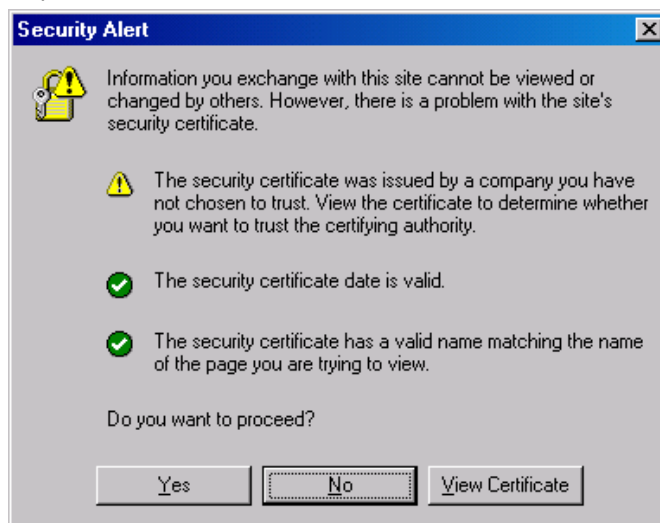 Security Alert
Information you exchange with this site cannot be viewed or
changed by others. However, there is a problem with the site's
security certificate.
The security certificate was issued by a company you have
not chosen to trust. View the certificate to determine whether
you want to trust the certifying authority.
The security certificate date is valid.
The security certificate has a valid name matching the name
of the page you are trying to view.
Do you want to proceed?
Yes No View Certificate